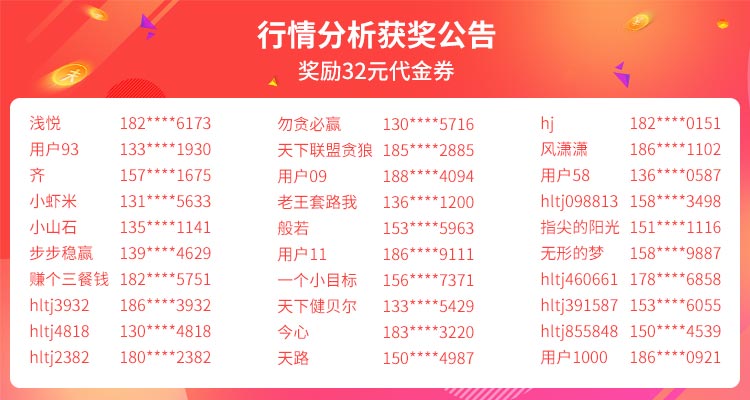 行情分析获奖公告
奖励32元代金券
浅悦 182****6173 勿贪必赢 130****5716 hj 182****0151
用户93 133****1930 天下联盟贪狼 185****2885 风潇潇 186****1102
齐 157****1675 用户09 188****4094 用户58 136****0587
小虾米 131****5633 老王套路我 136****1200 hltj098813 158****3498
小山石 135****1141 般若 153****5963 指尖的阳光 151****1116
步步稳赢 139****4629 用户11 186****9111 无形的梦 158****9887
赚个三餐钱 182****5751 一个小目标 156****7371 hltj460661 178****6858
hltj3932 186****3932 天下健贝尔 133****5429 hltj391587 153****6055
hltj4818 130****4818 今心 183****3220 hltj855848 150****4539
hltj2382 180****2382 天路 150****4987 用户1000 186****0921